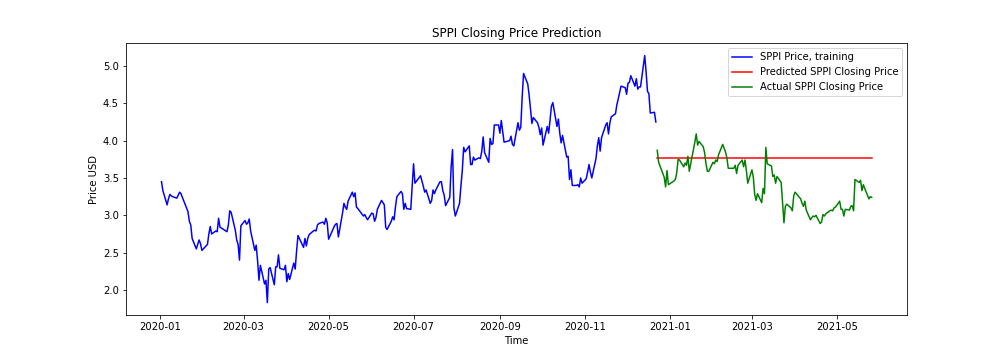 SPPI Closing Price Prediction
SPPI Price, training
Predicted SPPI Closing Price
Actual SPPI Closing Price
Price USD
5.0
4.5
4.0
3.5
3.0
2.5
2.0
2020-01 2020-03 2020-05 2020-07 2020-09 2020-11 2021-01 2021-03 2021-05
Time